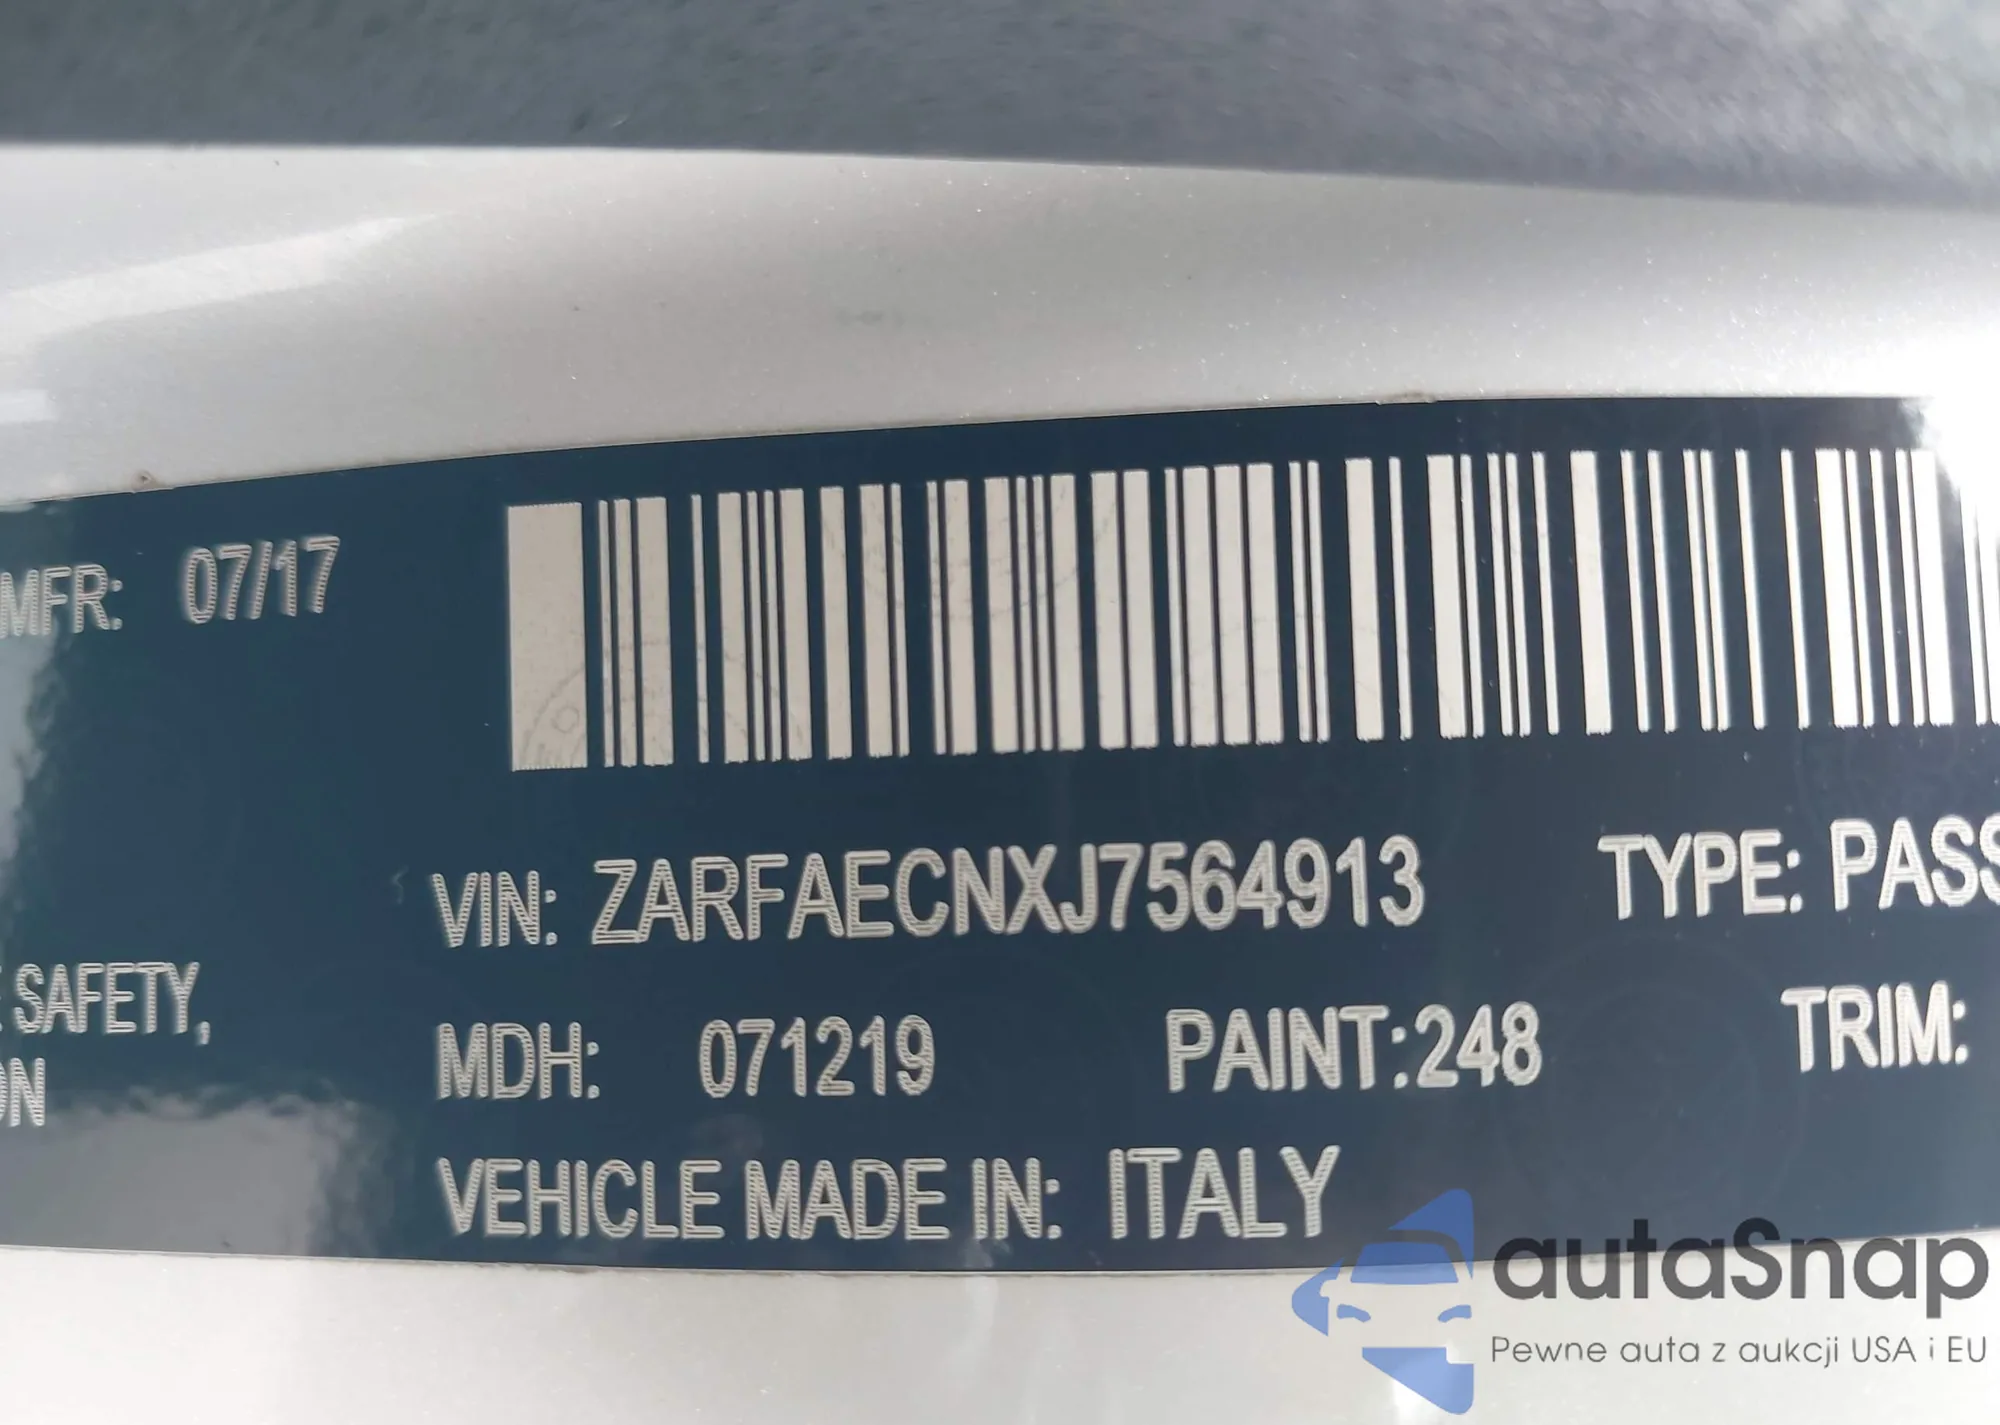 MFR: 07/17
VIN: ZARFAECNXJ7564913 TYPE: PASS
SAFETY,
MDH: 071219 PAINT:248 TRIM:
ON
VEHICLE MADE IN: ITALY
autaSnap
Pewne auta z aukcji USA i EU